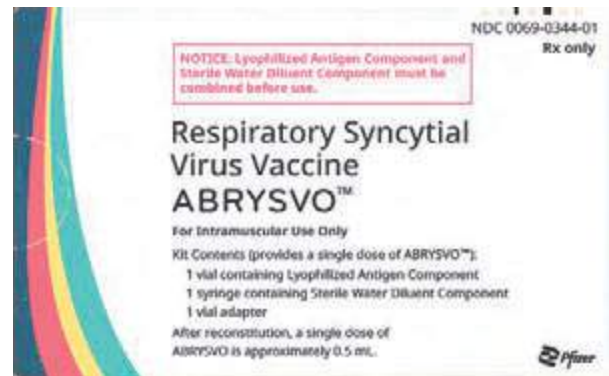 NDC 0069-0344-01
Rx only
NOTICE: Lyophilized Antigen Component and
Sterile Water Diluent Component must be
combined before use.
Respiratory Syncytial
Virus Vaccine
ABRYSVO™
For Intramuscular Use Only
Kit Contents (provides a single dose of ABRYSVO™):
1 vial containing Lyophilized Antigen Component
1 syringe containing Sterile Water Diluent Component
1 vial adapter
After reconstitution, a single dose of
ABRYSVO is approximately 0.5 mL.
Pfizer